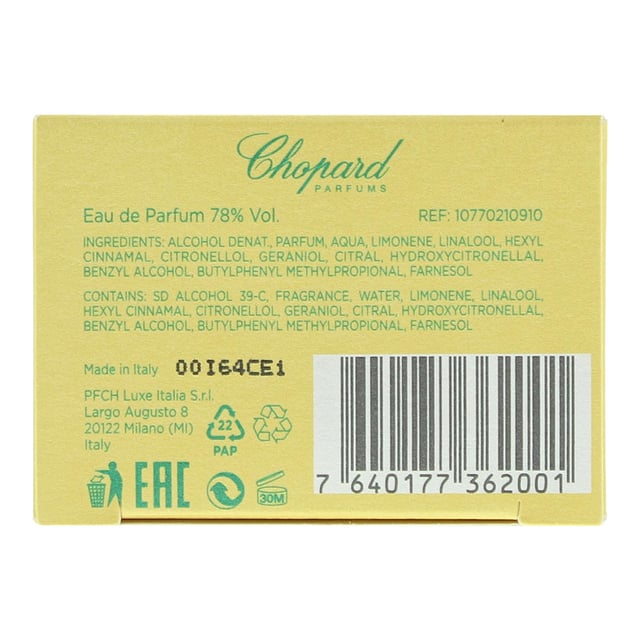 Chopard
PARFUMS
Eau de Parfum 78% Vol.
REF: 10770210910
INGREDIENTS: ALCOHOL DENAT., PARFUM, AQUA, LIMONENE, LINALOOL, HEXYL
CINNAMAL, CITRONELLOL, GERANIOL, CITRAL, HYDROXYCITRONELLAL,
BENZYL ALCOHOL, BUTYLPHENYL METHYLPROPIONAL, FARNESOL
CONTAINS: SD ALCOHOL 39-C, FRAGRANCE, WATER, LIMONENE, LINALOOL,
HEXYL CINNAMAL, CITRONELLOL, GERANIOL, CITRAL, HYDROXYCITRONELLAL,
BENZYL ALCOHOL, BUTYLPHENYL METHYLPROPIONAL, FARNESOL
Made in Italy 00I64CE1
PFCH Luxe Italia S.r.l.
Largo Augusto 8
20122 Milano (MI)
Italy
22
PAP
EAC
30M
7 640177 362001